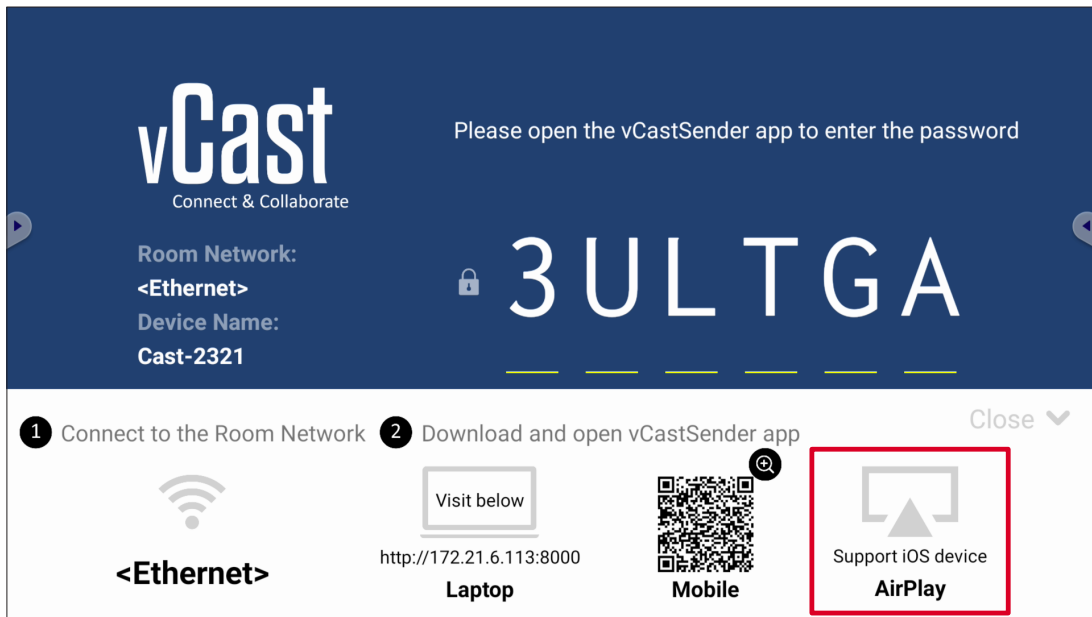 vCast
Connect & Collaborate
Please open the vCastSender app to enter the password
Room Network:
<Ethernet>
Device Name:
Cast-2321
3ULTGA
Close
1 Connect to the Room Network
2 Download and open vCastSender app
<Ethernet>
Visit below
http://172.21.6.113:8000
Laptop
Mobile
Support iOS device
AirPlay